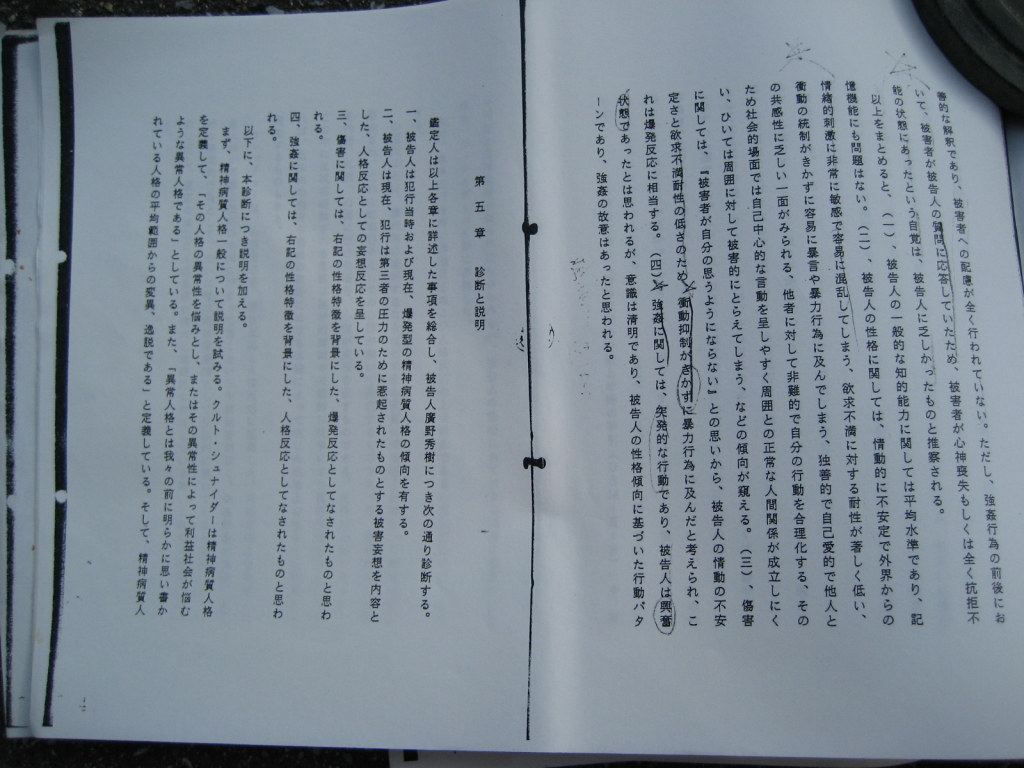 善的な解釈であり、被害者への配慮が全く行われていない。ただし、強姦行為の前後にお
いて、被害者が被告人の質問に応答していたため、被害者が心神喪失もしくは全く抗拒不
能の状態にあったという自覚は、被告人に乏しかったものと推察される。
以上をまとめると、(一)、被告人の一般的な知的能力に関しては平均水準であり、記
憶機能にも問題はない。(二)、被告人の性格に関しては、情動的に不安定で外界からの
情緒的刺激に非常に敏感で容易に混乱してしまう、欲求不満に対する耐性が著しく低い、
衝動の統制がきかずに容易に暴言や暴力行為に及んでしまう、独善的で自己愛的で他人と
の共感性に乏しい一面がみられる、他者に対して非難的で自分の行動を合理化する、その
ため社会的場面では自己中心的な言動を呈しやすく周囲との正常な人間関係が成立しにく
い、ひいては周囲に対して被害的にとらえてしまう、などの傾向が窺える。(三)、傷害
に関しては、『被害者が自分の思うようにならない』との思いから、被告人の情動の不安
定さと欲求不満耐性の低さのため、衝動抑制がきかずに暴力行為に及んだと考えられ、こ
れは爆発反応に相当する。(四)、強姦に関しては、突発的な行動であり、被告人は興奮
状態であったとは思われるが、意識は清明であり、被告人の性格傾向に基づいた行動パタ
ーンであり、強姦の故意はあったと思われる。
第五章 診断と説明
鑑定人は以上各章に詳述した事項を綜合し、被告人廣野秀樹につき次の通り診断する。
一、被告人は犯行当時および現在、爆発型の精神病質人格の傾向を有する。
二、被告人は現在、犯行は第三者の圧力のために惹起されたものとする被害妄想を内容と
した、人格反応としての妄想反応を呈している。
三、傷害に関しては、右記の性格特徴を背景にした、爆発反応としてなされたものと思わ
れる。
四、強姦に関しては、右記の性格特徴を背景にした、人格反応としてなされたものと思わ
れる。
以下に、本診断につき説明を加える。
まず、精神病質人格一般について説明を試みる。クルト・シュナイダーは精神病質人格
を定義して、「その人格の異常性を悩みとし、またはその異常性によって利益社会が悩む
ような異常人格である」としている。また、「異常人格とは我々の前に明らかに思い書か
れている人格の平均範囲からの変異、逸脱である」と定義している。そして、精神病質人